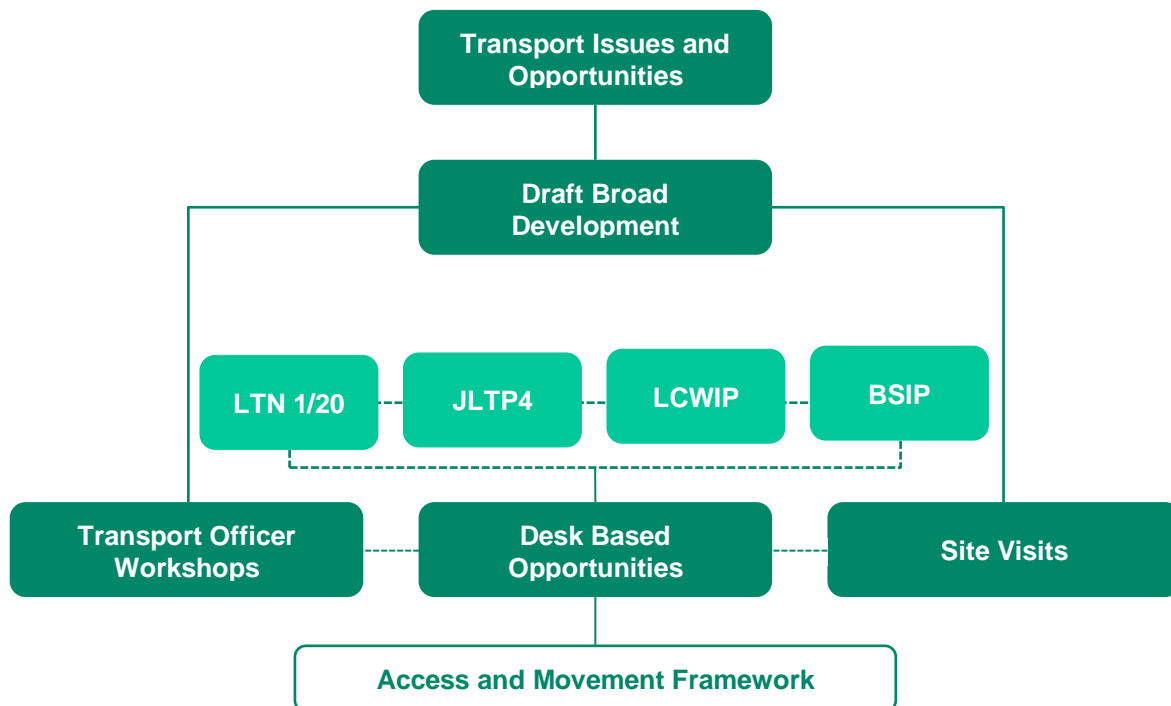 Transport Issues and
Opportunities
Draft Broad
Development
LTN 1/20
JLTP4
LCWIP
BSIP
Transport Officer
Workshops
Desk Based
Opportunities
Site Visits
Access and Movement Framework